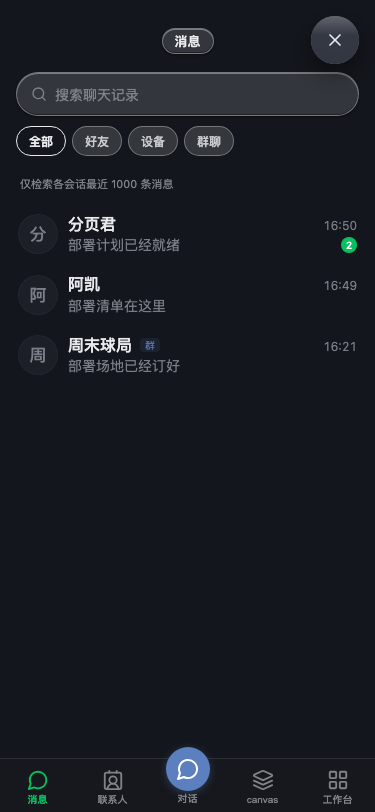 消息
搜索聊天记录
全部 好友 设备 群聊
仅检索各会话最近 1000 条消息
分 分页君 16:50
部署计划已经就绪 2
阿 阿凯 16:49
部署清单在这里
周 周末球局 群 16:21
部署场地已经订好
消息 联系人 对话 canvas 工作台